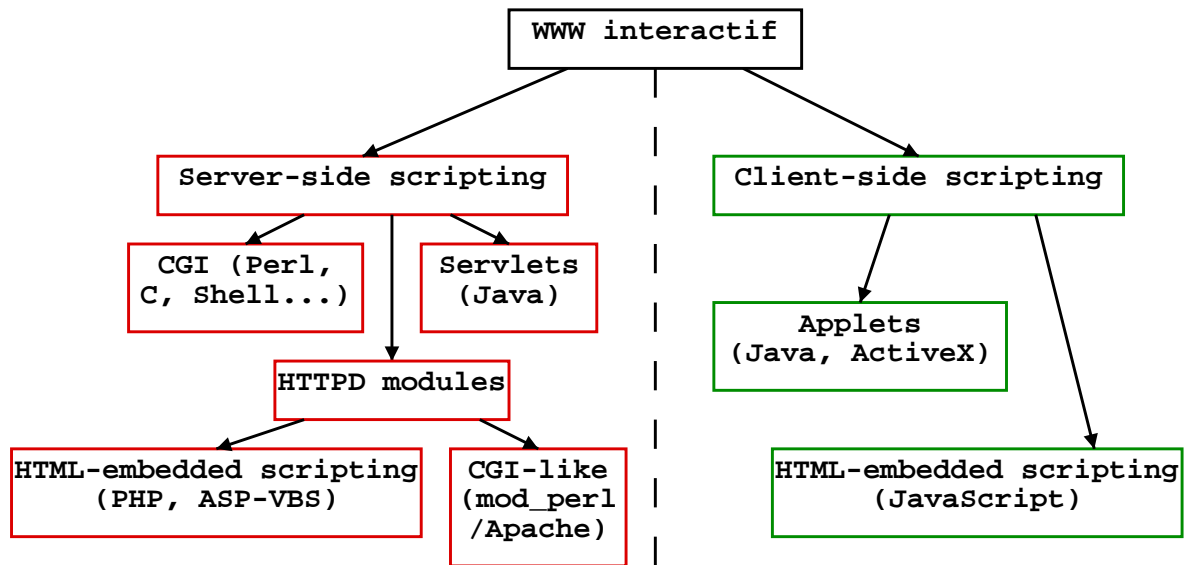 WWW interactif
Server-side scripting
Client-side scripting
CGI (Perl,
C, Shell...)
Servlets
(Java)
Applets
(Java, ActiveX)
HTTPD modules
HTML-embedded scripting
(PHP, ASP-VBS)
CGI-like
(mod_perl
/Apache)
HTML-embedded scripting
(JavaScript)